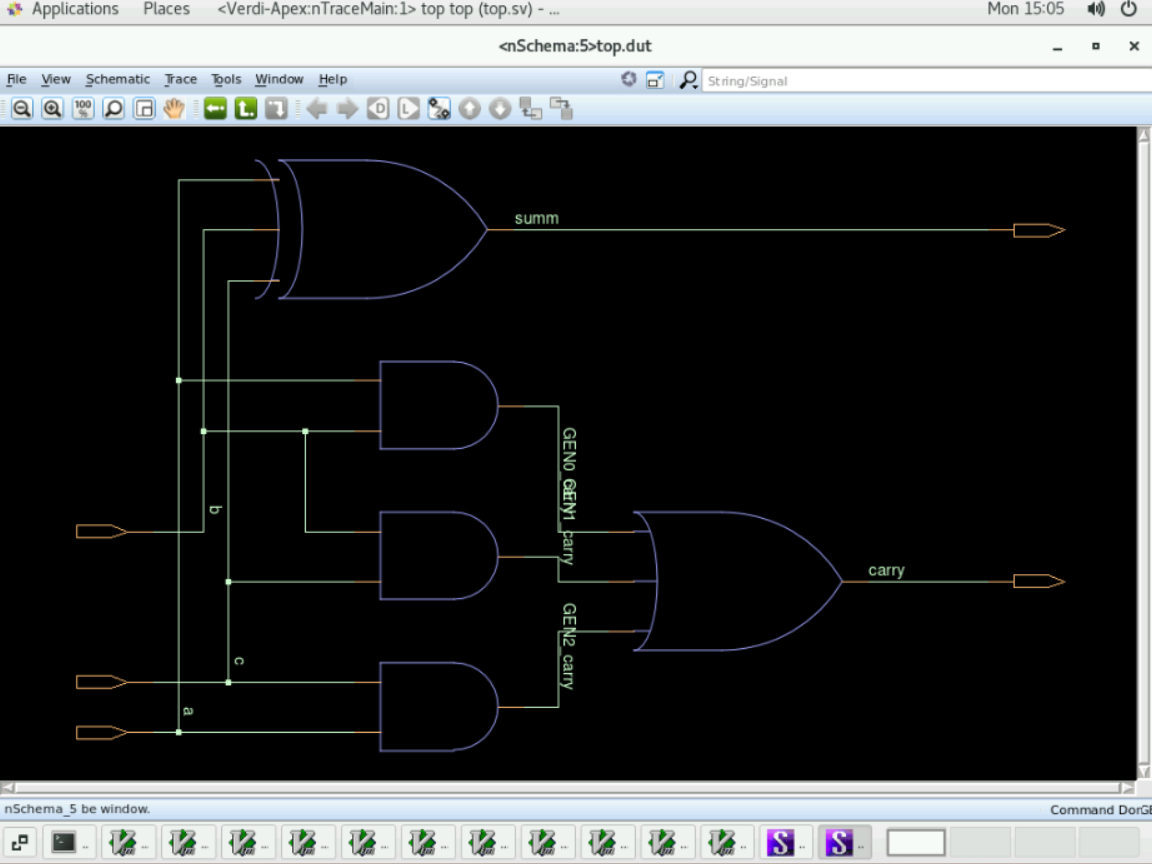 Applications Places <Verdi-Apex:nTraceMain:1> top top (top.sv) - ... Mon 15:05
<nSchema:5>top.dut
File View Schematic Trace Tools Window Help String/Signal
100 %
D L
summ
GEN0_carry
GEN1_carry
b
carry
GEN2_carry
c
a
nSchema_5 be window. Command DorGE
S .. S ..